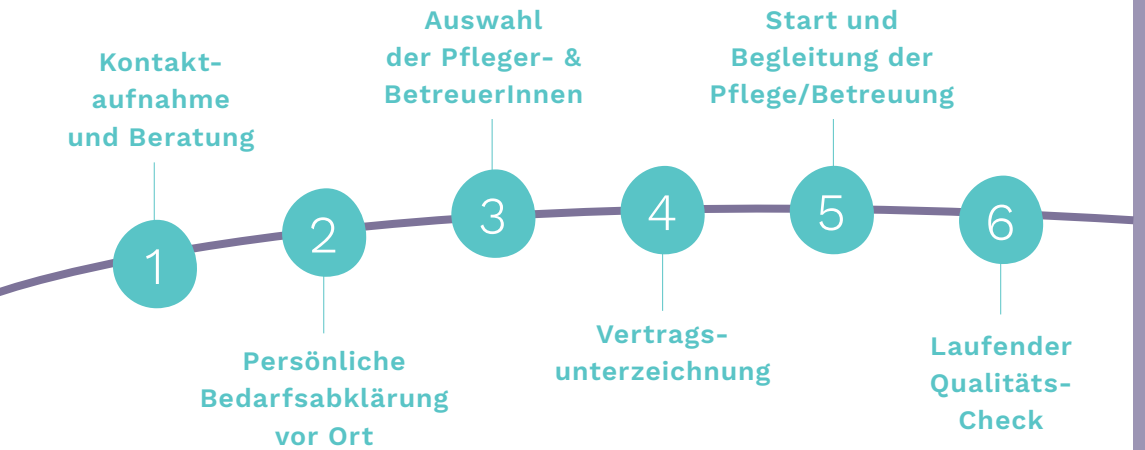 Kontakt-
aufnahme
und Beratung
1
2
Persönliche
Bedarfsabklärung
vor Ort
Auswahl
der Pfleger- &
BetreuerInnen
3
4
Vertrags-
unterzeichnung
Start und
Begleitung der
Pflege/Betreuung
5
6
Laufender
Qualitäts-
Check